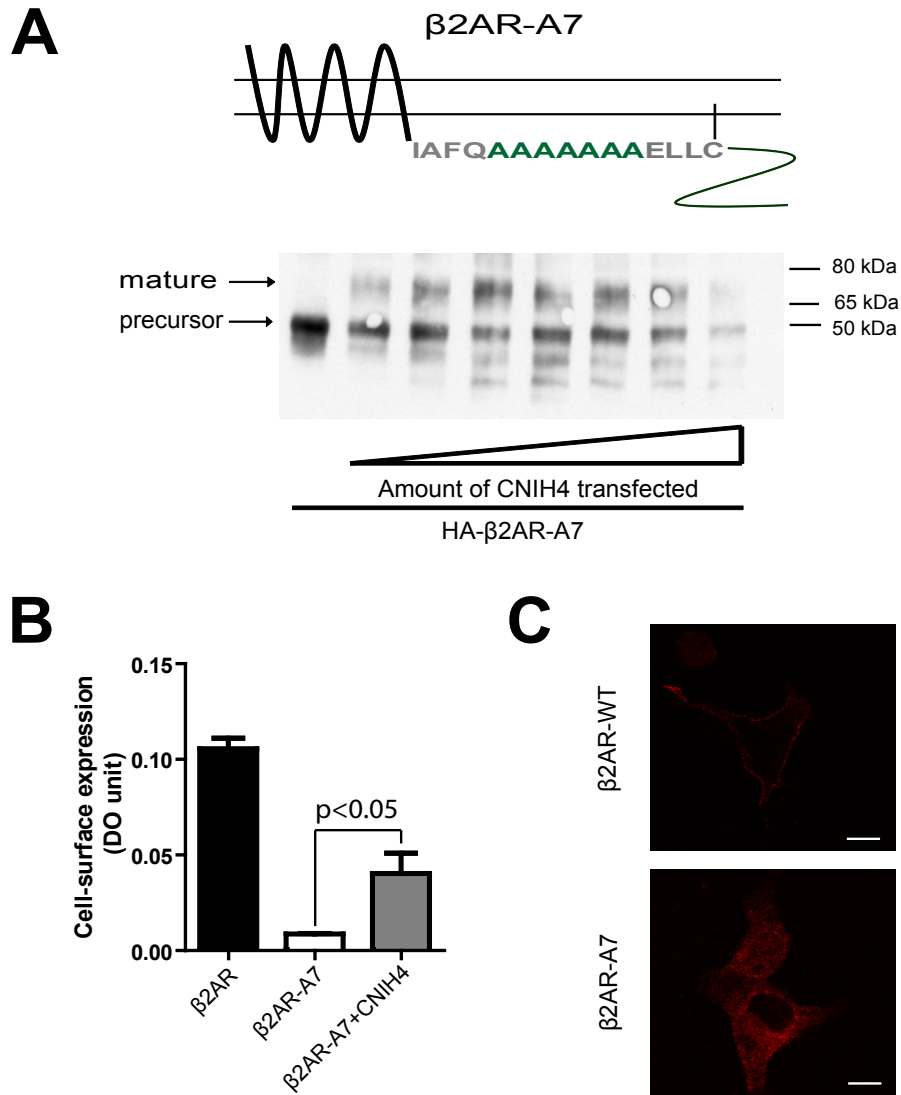 A
β2AR-A7
IAFQAAAAAAAELLC
mature
precursor
80 kDa
65 kDa
50 kDa
Amount of CNIH4 transfected
HA-β2AR-A7
B
Cell-surface expression
(DO unit)
0.15
0.10
0.05
0.00
p<0.05
β2AR
β2AR-A7
β2AR-A7+CNIH4
C
β2AR-WT
β2AR-A7